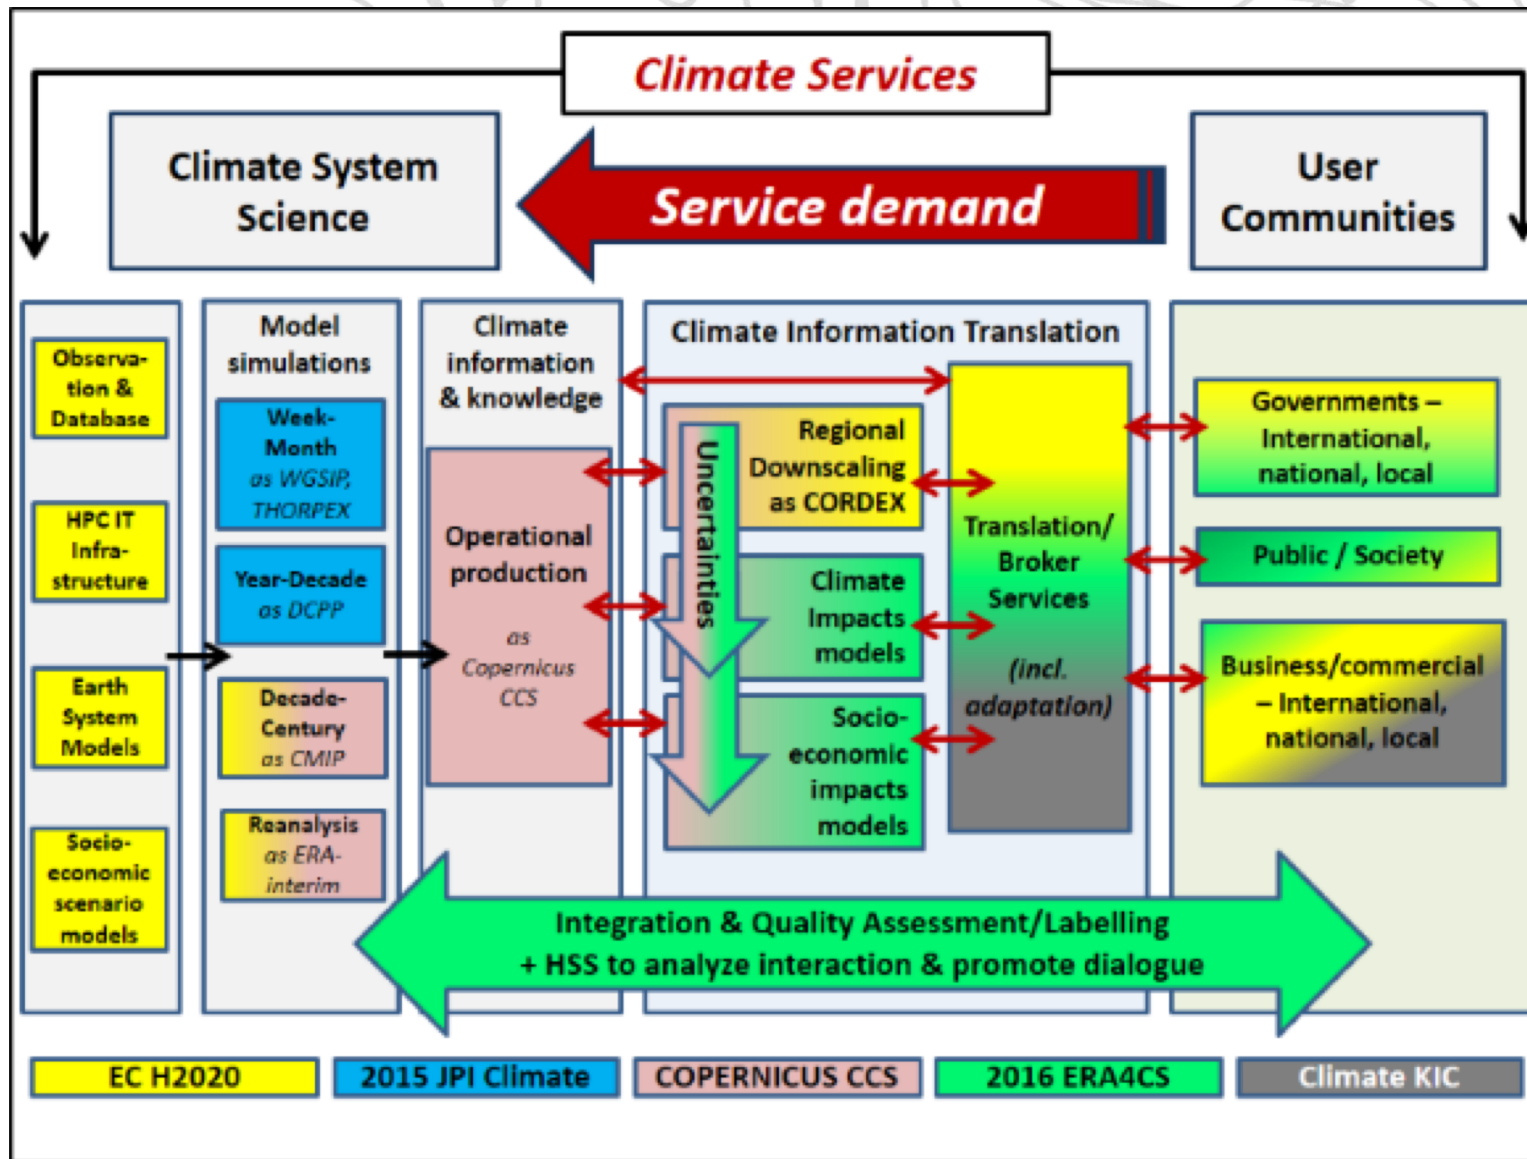 Climate Services
Climate System
Science
Service demand
User
Communities
Observa-
tion &
Database
HPC IT
Infra-
structure
Earth
System
Models
Socio-
economic
scenario
models
Model
simulations
Week-
Month
as WGSIP,
THORPEX
Year-Decade
as DCPP
Decade-
Century
as CMIP
Reanalysis
as ERA-
interim
Climate
information
& knowledge
Operational
production
as
Copernicus
CCS
Climate Information Translation
Uncertainties
Regional
Downscaling
as CORDEX
Climate
Impacts
models
Socio-
economic
impacts
models
Translation/
Broker
Services
(incl.
adaptation)
Governments –
International,
national, local
Public / Society
Business/commercial
– International,
national, local
Integration & Quality Assessment/Labelling
+ HSS to analyze interaction & promote dialogue
EC H2020
2015 JPI Climate
COPERNICUS CCS
2016 ERA4CS
Climate KIC